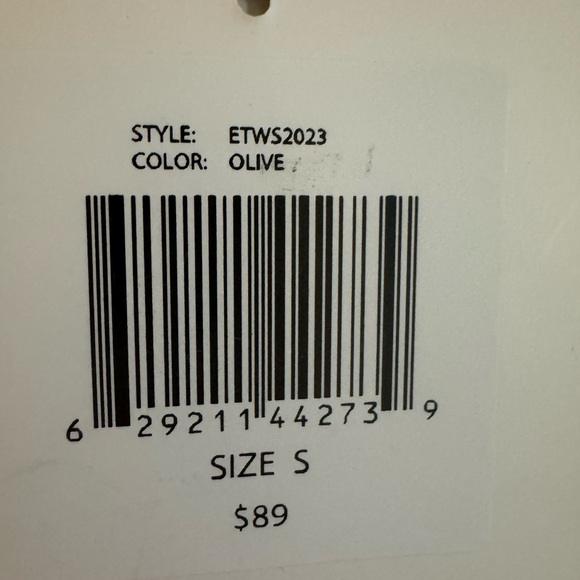 STYLE: ETWS2023
COLOR: OLIVE
6 29211 44273 9
SIZE S
$89